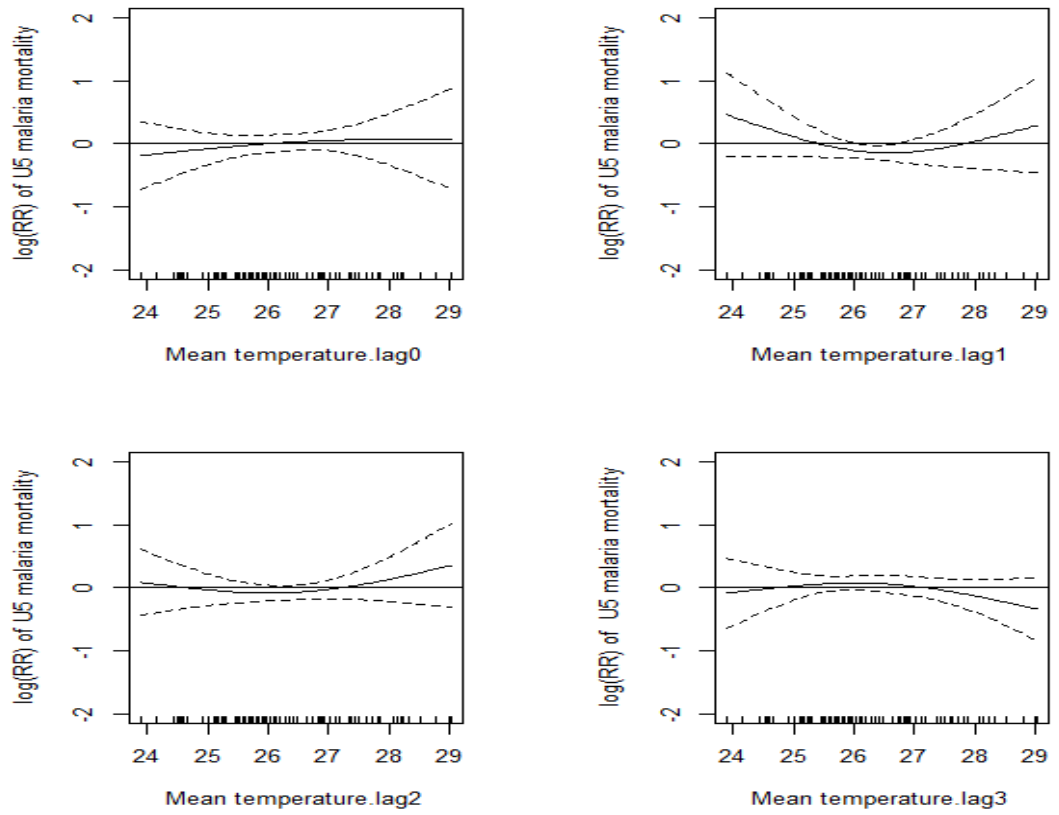 log(RR) of U5 malaria mortality
2
1
0
-1
-2
24 25 26 27 28 29
Mean temperature.lag0
log(RR) of U5 malaria mortality
2
1
0
-1
-2
24 25 26 27 28 29
Mean temperature.lag1
log(RR) of U5 malaria mortality
2
1
0
-1
-2
24 25 26 27 28 29
Mean temperature.lag2
log(RR) of  U5 malaria mortality
2
1
0
-1
-2
24 25 26 27 28 29
Mean temperature.lag3